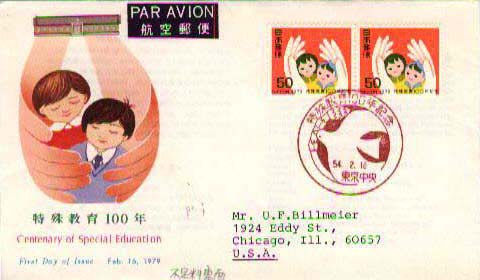 PAR AVION
航空郵便
日本郵便
50
日本郵便
50
54. 2. 16
東京中央
特殊教育100年
Centenary of Special Education
First Day of Issue Feb. 16, 1979
Mr. U.F.Billmeier
1924 Eddy St.,
Chicago, Ill., 60657
U.S.A.